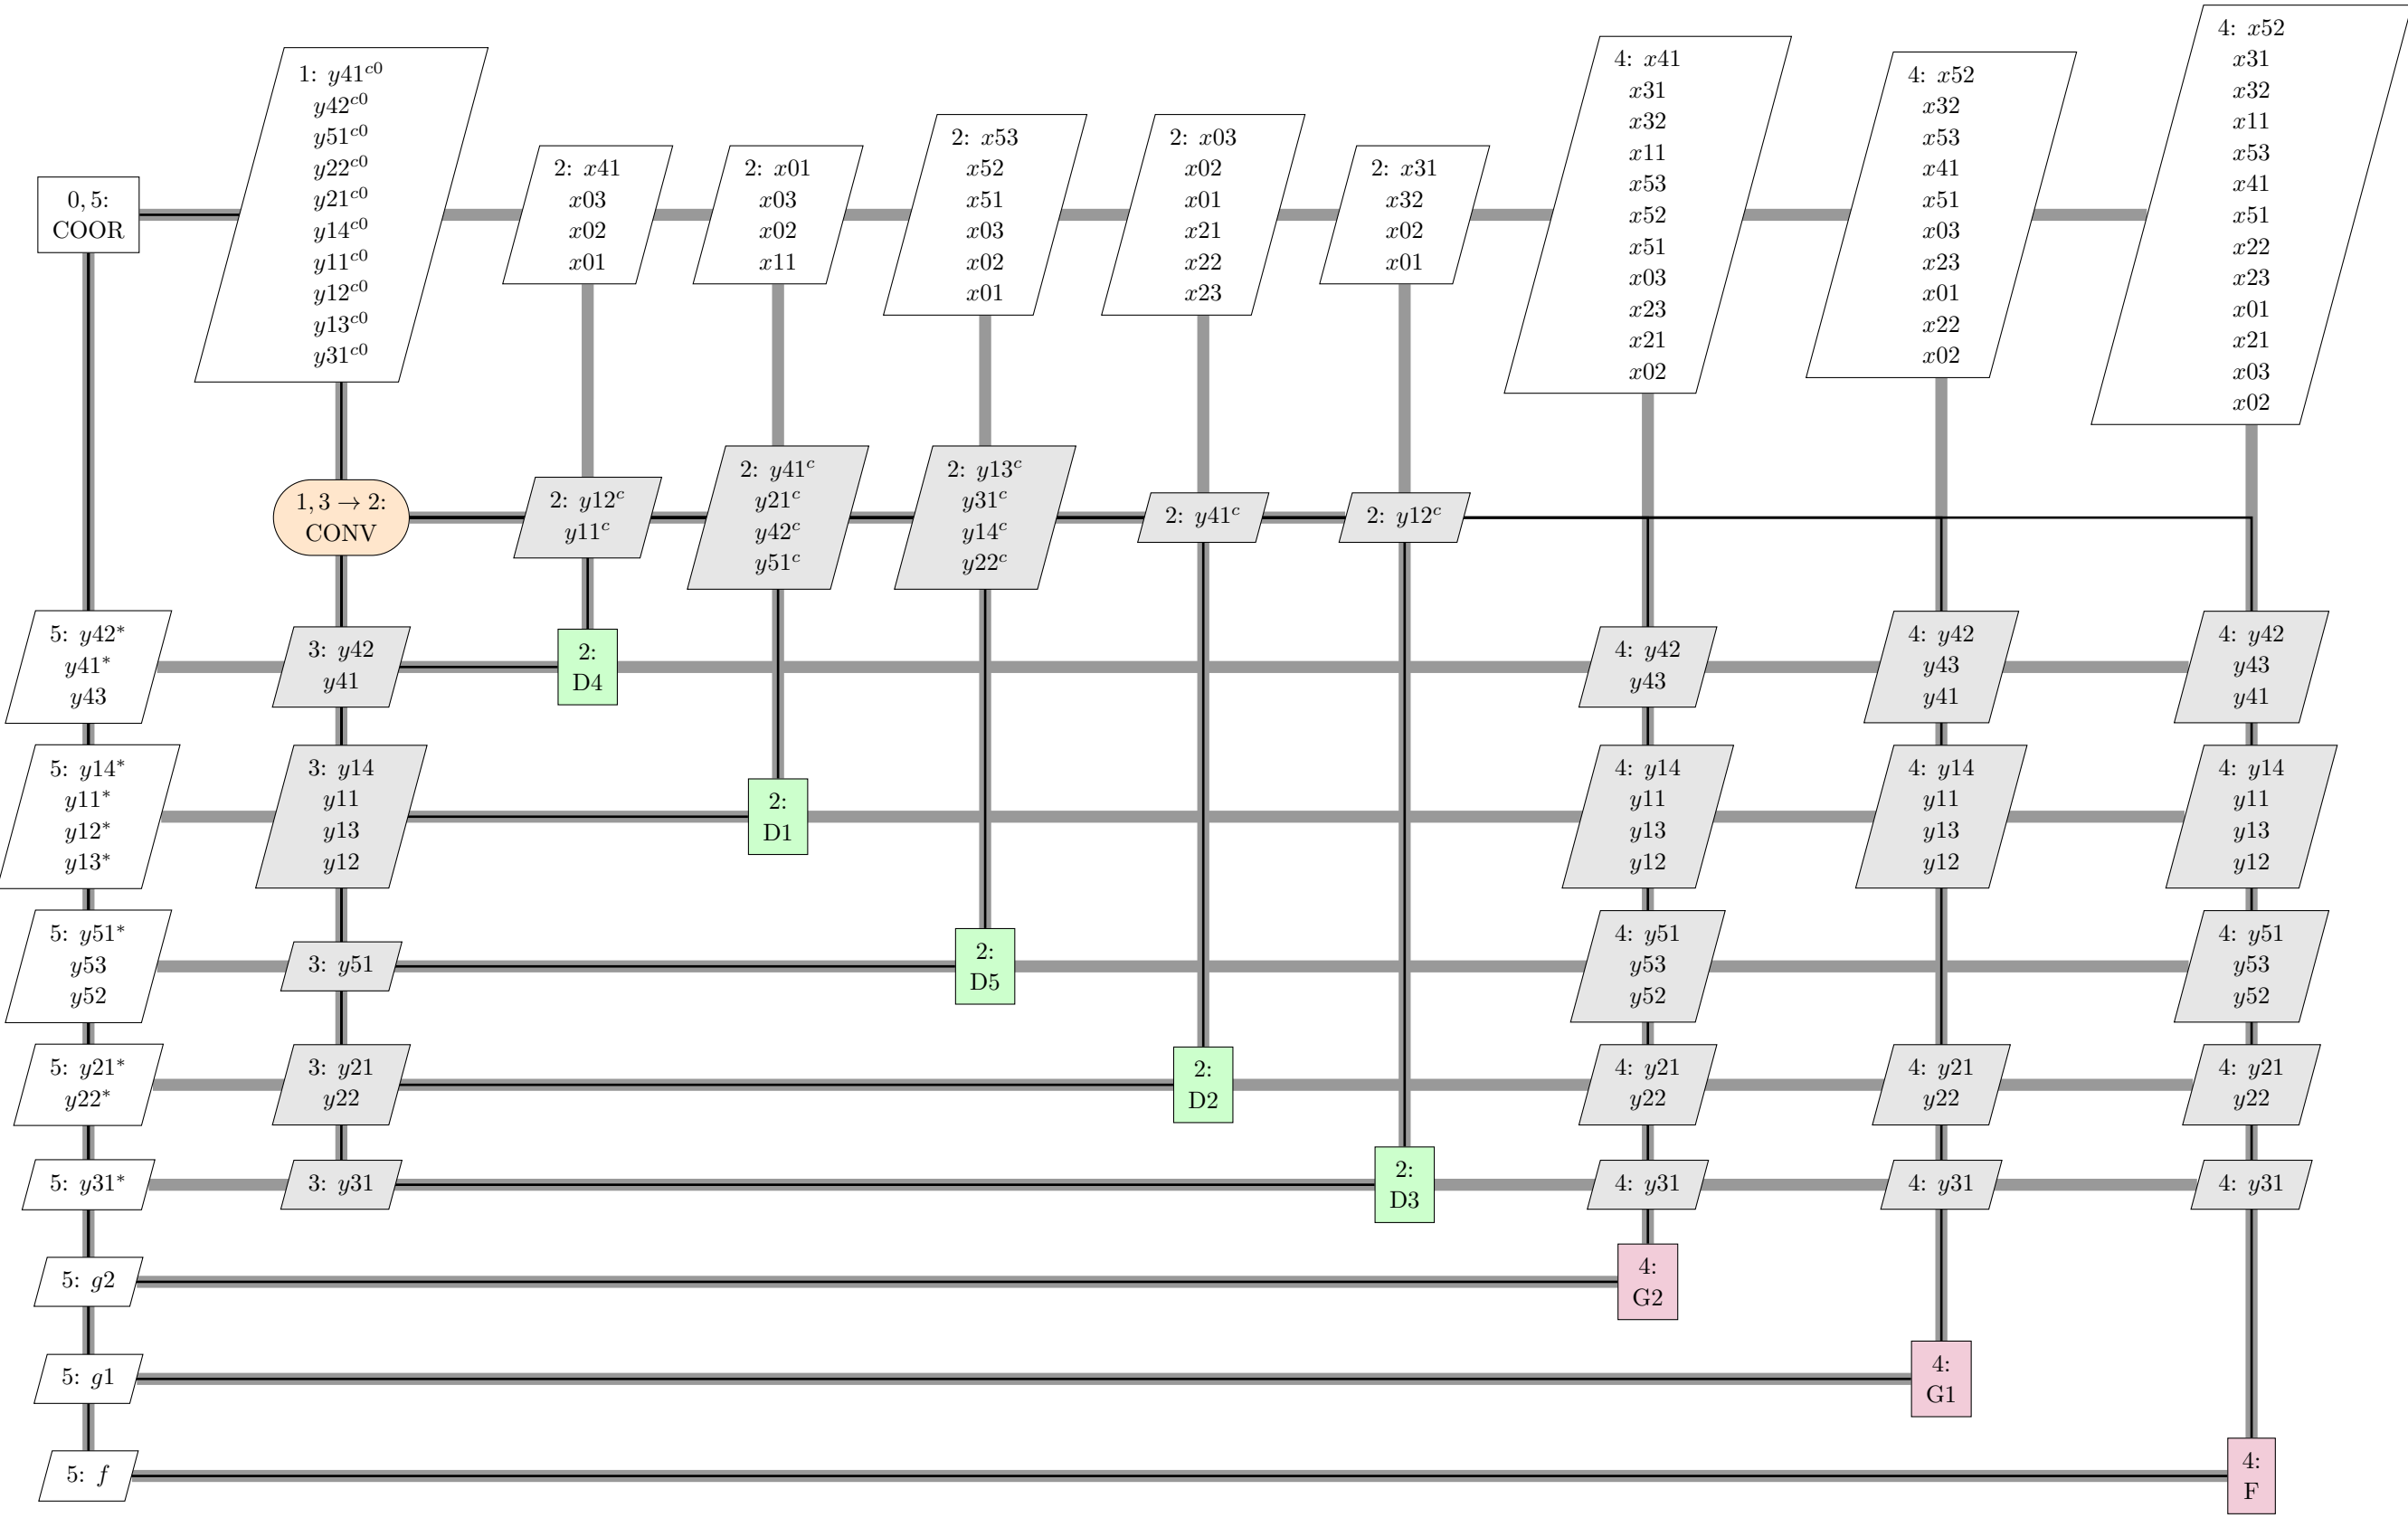 0, 5:
COOR
1: y41^{c0}
y42^{c0}
y51^{c0}
y22^{c0}
y21^{c0}
y14^{c0}
y11^{c0}
y12^{c0}
y13^{c0}
y31^{c0}
2: x41
x03
x02
x01
2: x01
x03
x02
x11
2: x53
x52
x51
x03
x02
x01
2: x03
x02
x01
x21
x22
x23
2: x31
x32
x02
x01
4: x41
x31
x32
x11
x53
x52
x51
x03
x23
x21
x02
4: x52
x32
x53
x41
x51
x03
x23
x01
x22
x02
4: x52
x31
x32
x11
x53
x41
x51
x22
x23
x01
x21
x03
x02
1, 3 → 2:
CONV
2: y12^c
y11^c
2: y41^c
y21^c
y42^c
y51^c
2: y13^c
y31^c
y14^c
y22^c
2: y41^c
2: y12^c
5: y42*
y41*
y43
3: y42
y41
2:
D4
4: y42
y43
4: y42
y43
y41
4: y42
y43
y41
5: y14*
y11*
y12*
y13*
3: y14
y11
y13
y12
2:
D1
4: y14
y11
y13
y12
4: y14
y11
y13
y12
4: y14
y11
y13
y12
5: y51*
y53
y52
3: y51
2:
D5
4: y51
y53
y52
4: y51
y53
y52
5: y21*
y22*
3: y21
y22
2:
D2
4: y21
y22
4: y21
y22
4: y21
y22
5: y31*
3: y31
2:
D3
4: y31
4: y31
4: y31
5: g2
4:
G2
5: g1
4:
G1
5: f
4:
F